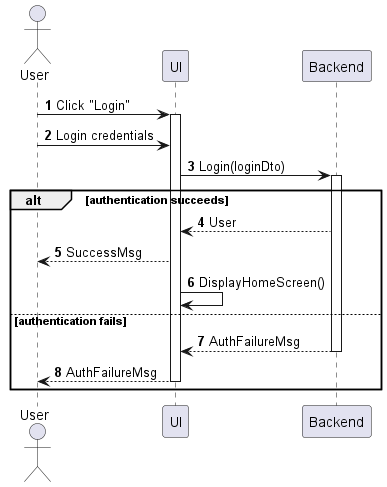 User
UI
Backend
1 Click "Login"
2 Login credentials
3 Login(loginDto)
alt [authentication succeeds]
4 User
5 SuccessMsg
6 DisplayHomeScreen()
[authentication fails]
7 AuthFailureMsg
8 AuthFailureMsg
User
UI
Backend